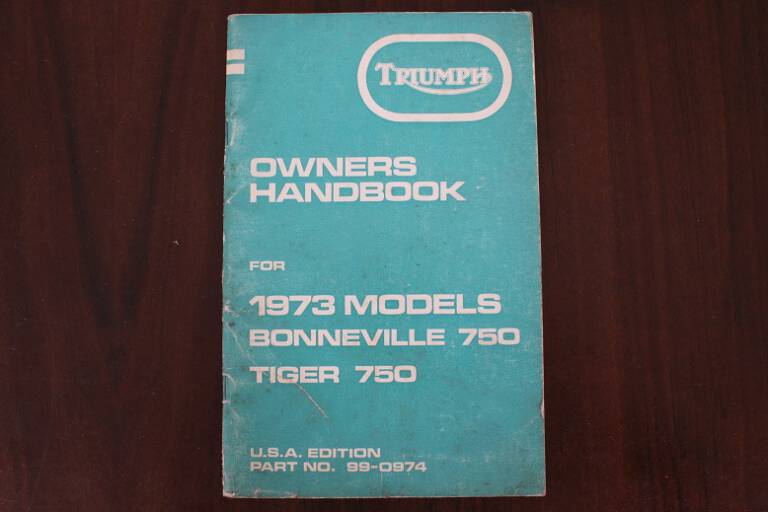 TRIUMPH
OWNERS
HANDBOOK
FOR
1973 MODELS
BONNEVILLE 750
TIGER 750
U.S.A. EDITION
PART NO. 99-0974